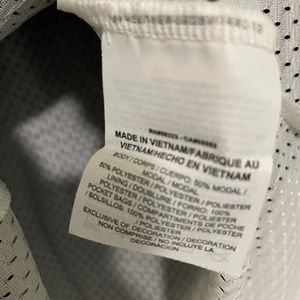 MADE IN VIETNAM/FABRIQUE AU
VIETNAM/HECHO EN VIETNAM
BODY / CORPS / CUERPO: 50% MODAL /
MODAL / MODAL
50% POLYESTER / POLYESTER / POLIESTER
LINING / DOUBLURE / FORRO: 100%
POLYESTER / POLYESTER / POLIESTER
POCKET BAGS / COMPARTIMENTS DE POCHE /
BOLSILLOS: 100% POLYESTER / POLYESTER /
POLIESTER
EXCLUSIVE OF DECORATION / DECORATION
NON COMPRISE / NO INCLUYE LA
DECORACION